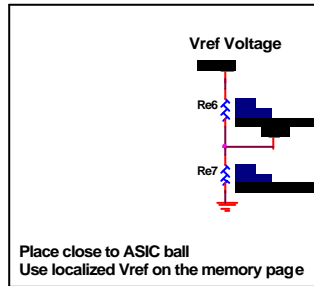 Vref Voltage
Re6
Re7
Place close to ASIC ball
Use localized Vref on the memory page